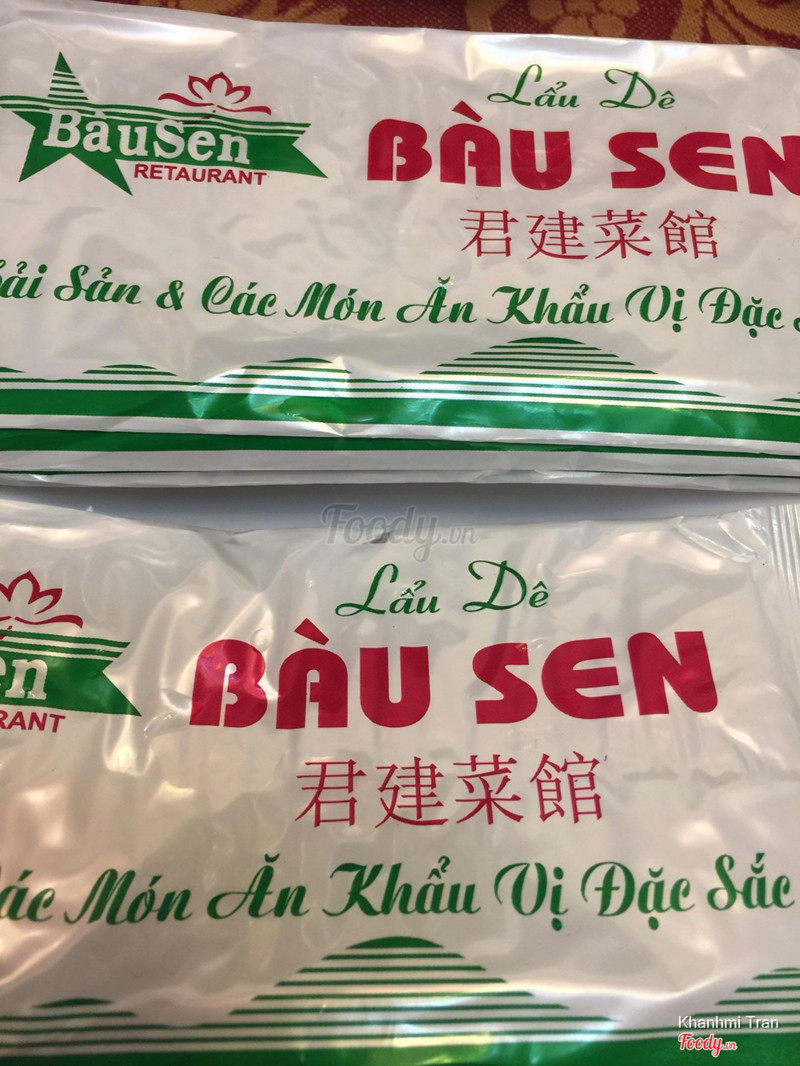 BàuSen
RETAURANT
Lẩu Dê
BÀU SEN
君建菜館
Sản & Các Món Ăn Khẩu Vị Đặc
Foody.vn
Lẩu Dê
BÀU SEN
君建菜館
Món Ăn Khẩu Vị Đặc Sắc
Khanhmi Tran
Foody.vn